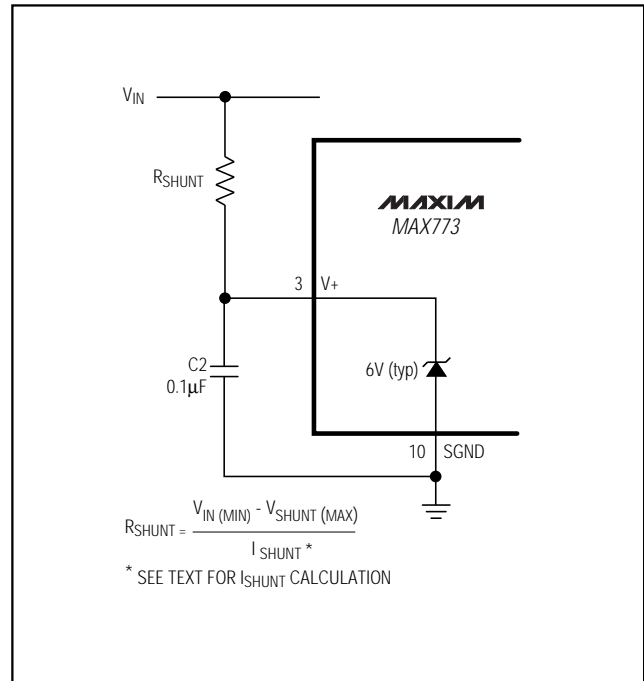 VIN
RSHUNT
MAXIM
MAX773
3 V+
C2
0.1µF
6V (typ)
10 SGND
RSHUNT = VIN (MIN) - VSHUNT (MAX)
I SHUNT *
* SEE TEXT FOR ISHUNT CALCULATION